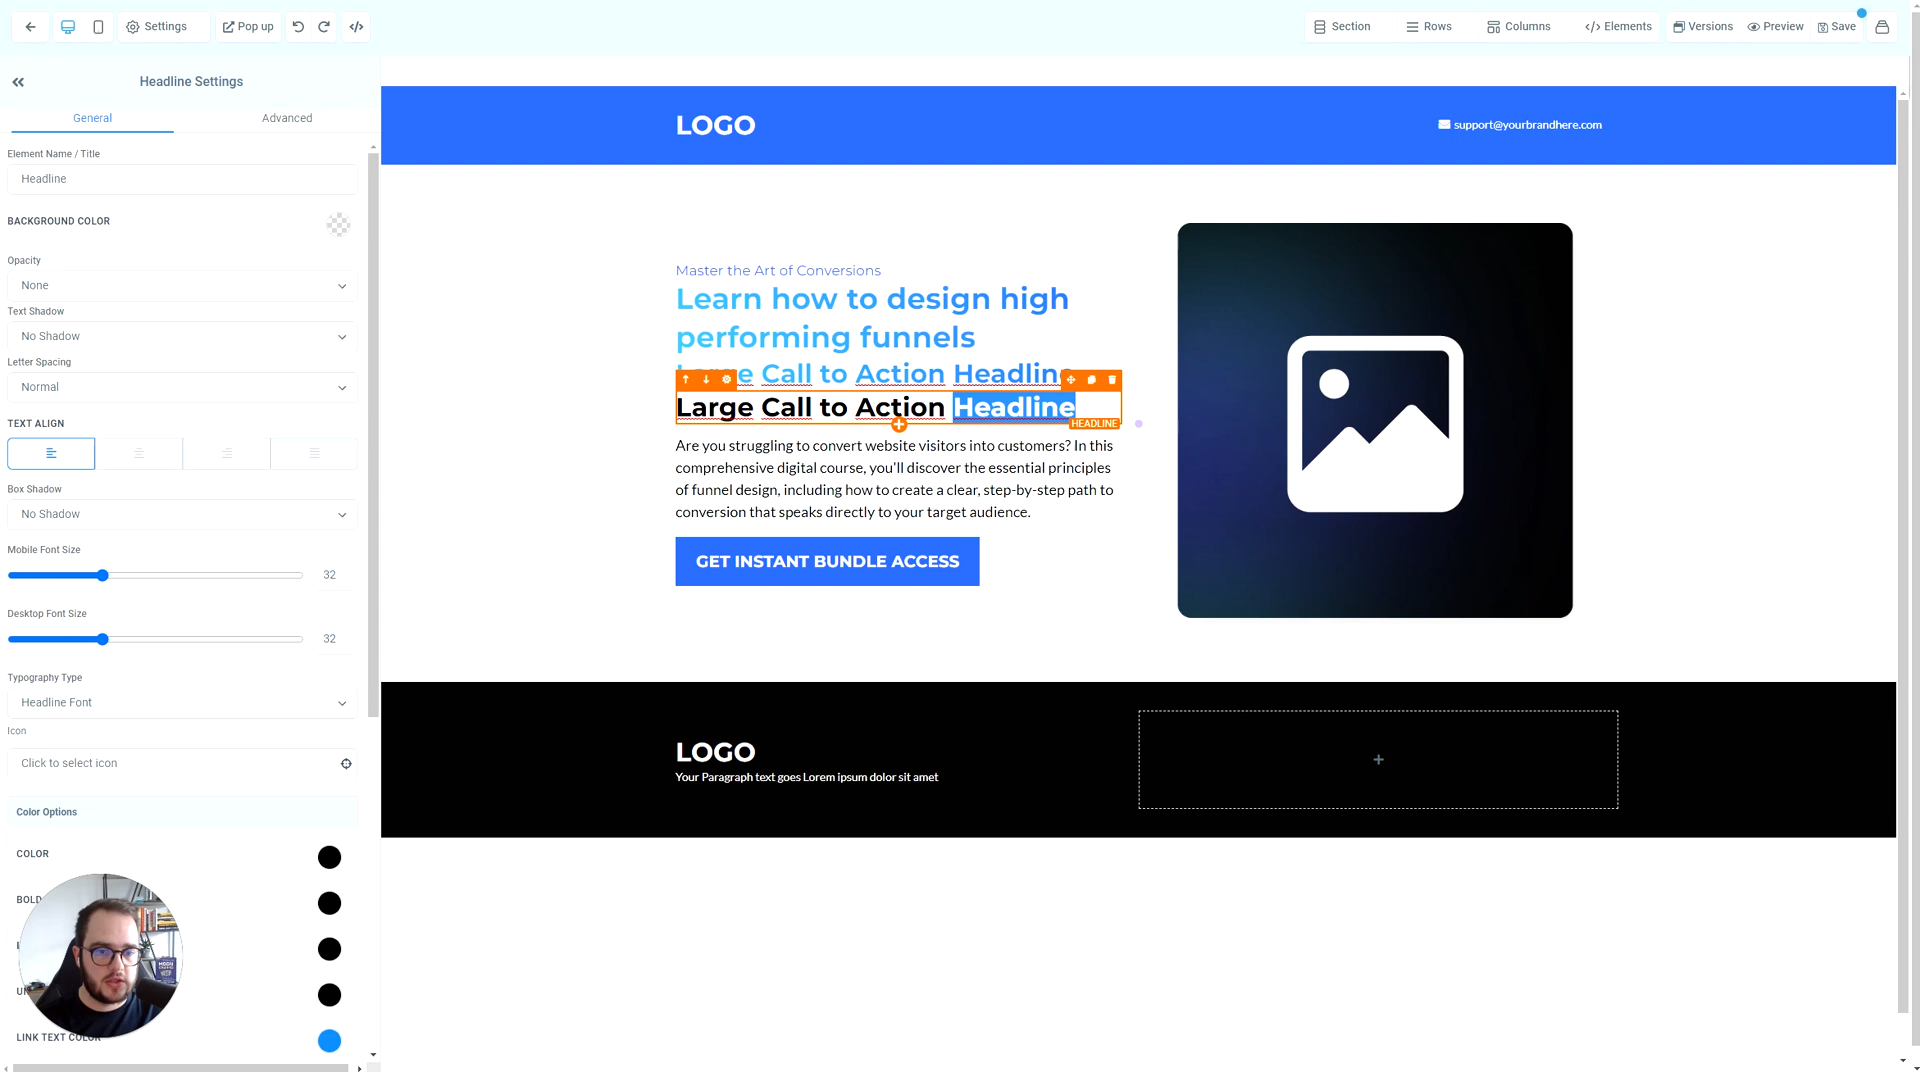 Settings
Pop up
Section
Rows
Columns
Elements
Versions
Preview
Save
Headline Settings
General
Advanced
Element Name / Title
Headline
BACKGROUND COLOR
Opacity
None
Text Shadow
No Shadow
Letter Spacing
Normal
TEXT ALIGN
Box Shadow
No Shadow
Mobile Font Size
32
Desktop Font Size
32
Typography Type
Headline Font
Icon
Click to select icon
Color Options
COLOR
BOLD
LINK TEXT COLOR
LOGO
support@yourbrandhere.com
Master the Art of Conversions
Learn how to design high
performing funnels
Large Call to Action Headline
Large Call to Action Headline
HEADLINE
Are you struggling to convert website visitors into customers? In this
comprehensive digital course, you'll discover the essential principles
of funnel design, including how to create a clear, step-by-step path to
conversion that speaks directly to your target audience.
GET INSTANT BUNDLE ACCESS
LOGO
Your Paragraph text goes Lorem ipsum dolor sit amet